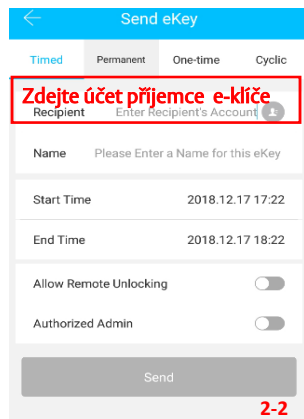 Send eKey
Timed Permanent One-time Cyclic
Zdejte účet příjemce e-klíče
Recipient Enter Recipient's Account
Name Please Enter a Name for this eKey
Start Time 2018.12.17 17:22
End Time 2018.12.17 18:22
Allow Remote Unlocking
Authorized Admin
Send
2-2